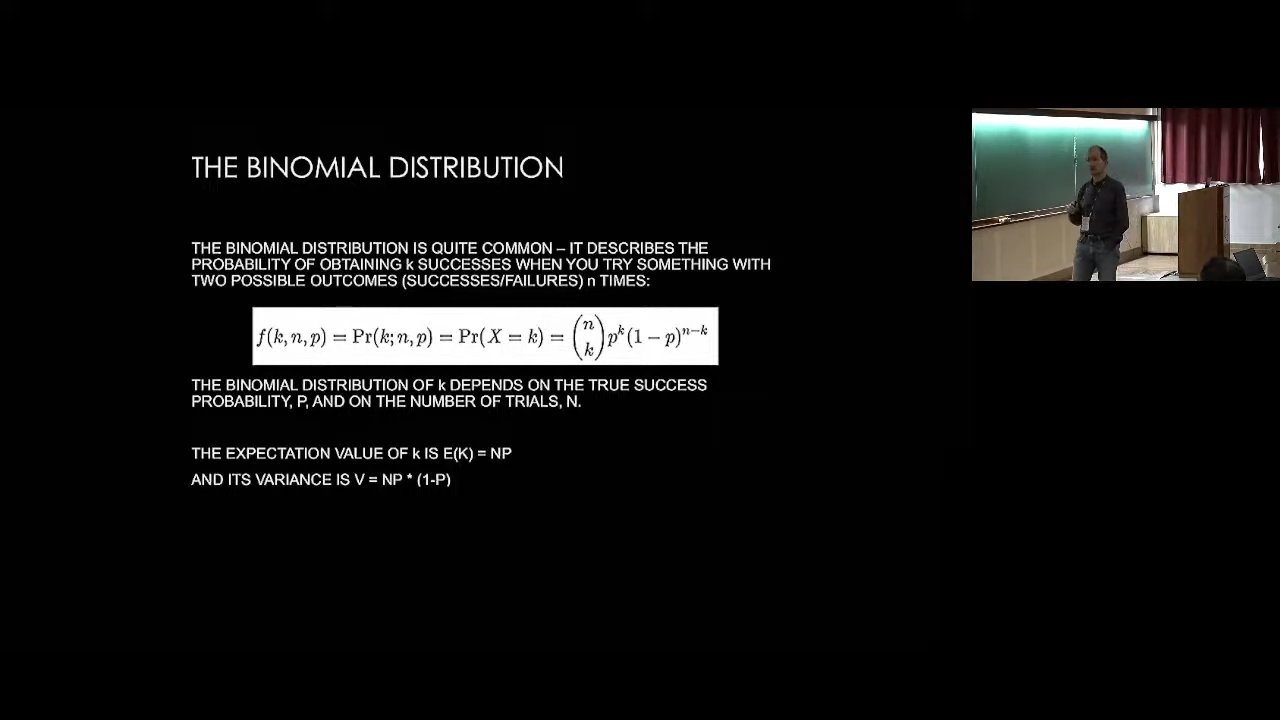 THE BINOMIAL DISTRIBUTION
THE BINOMIAL DISTRIBUTION IS QUITE COMMON – IT DESCRIBES THE
PROBABILITY OF OBTAINING k SUCCESSES WHEN YOU TRY SOMETHING WITH
TWO POSSIBLE OUTCOMES (SUCCESSES/FAILURES) n TIMES:
f(k, n, p) = Pr(k; n, p) = Pr(X = k) = (n k) p^k (1 − p)^{n−k}
THE BINOMIAL DISTRIBUTION OF k DEPENDS ON THE TRUE SUCCESS
PROBABILITY, P, AND ON THE NUMBER OF TRIALS, N.
THE EXPECTATION VALUE OF k IS E(K) = NP
AND ITS VARIANCE IS V = NP * (1-P)